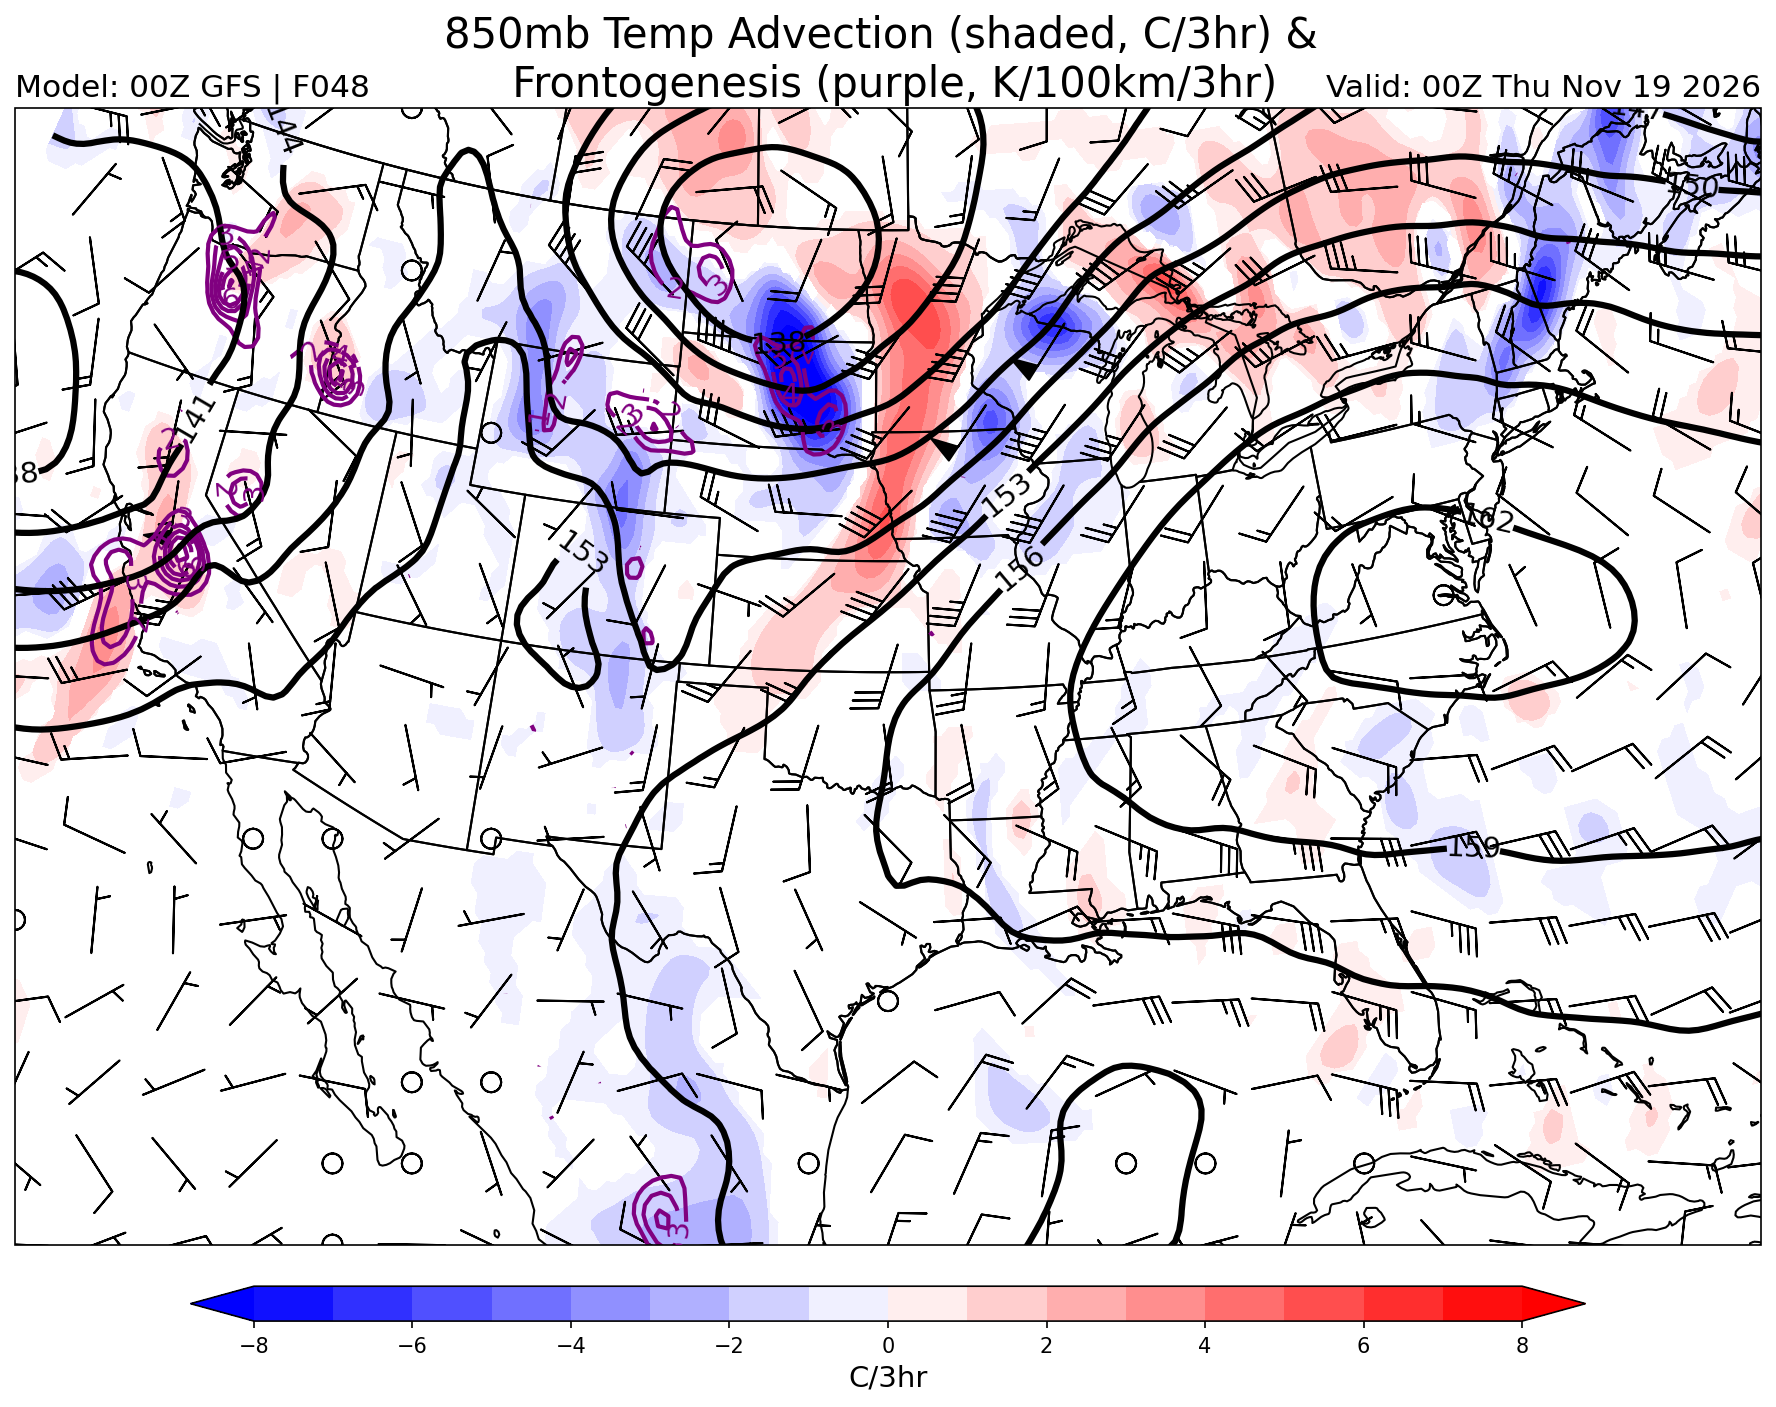 850mb Temp Advection (shaded, C/3hr) &
Frontogenesis (purple, K/100km/3hr)
Model: 00Z GFS | F048
Valid: 00Z Thu Nov 19 2026
144
150
138
141
153
153
156
162
159
−8 −6 −4 −2 0 2 4 6 8
C/3hr